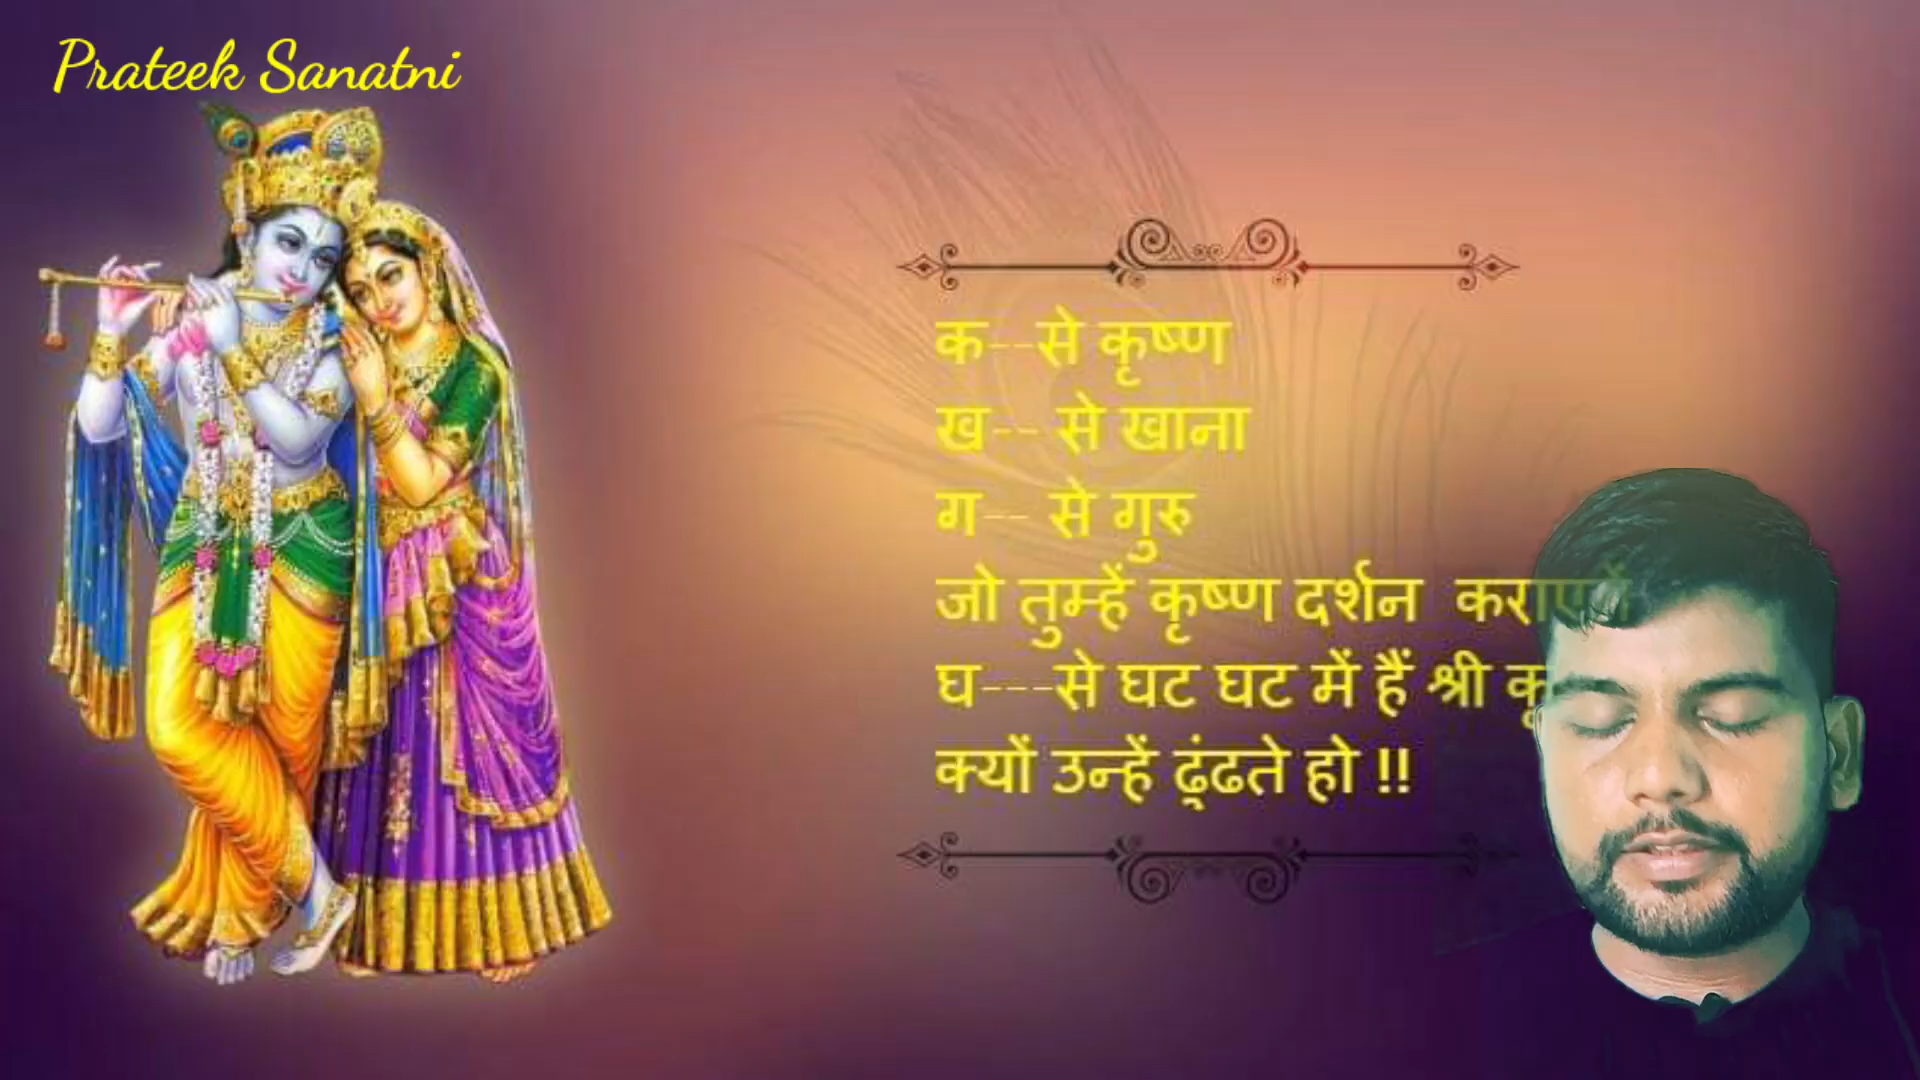 Prateek Sanatni
क--से कृष्ण
ख-- से खाना
ग-- से गुरु
जो तुम्हें कृष्ण दर्शन
घ---से घट घट में हैं श्री
क्यों उन्हें ढूंढते हो !!